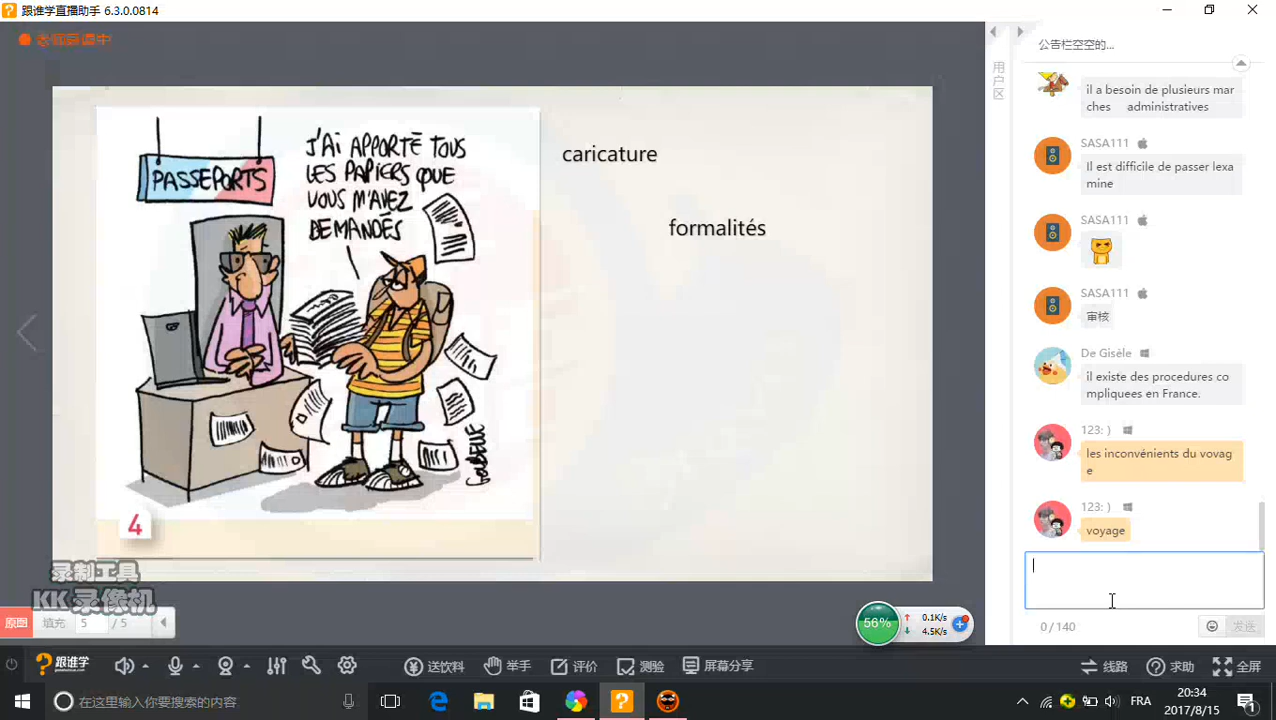 跟谁学直播助手 6.3.0.0814
公告栏空空的...
用户区
PASSEPORTS
J'AI APPORTÉ TOUS
LES PAPIERS QUE
VOUS M'AVEZ
DEMANDÉS
GOUBELLE
4
caricature
formalités
il a besoin de plusieurs mar
ches administratives
SASA111
Il est difficile de passer lexa
mine
SASA111
SASA111
审核
De Gisèle
il existe des procedures co
mpliquees en France.
123: )
les inconvénients du vovag
e
123: )
voyage
录制工具
KK 录像机
原图
填充
5
/ 5
56%
0.1K/s
4.5K/s
0 / 140
发送
跟谁学
送饮料
举手
评价
测验
屏幕分享
线路
求助
全屏
在这里输入你要搜索的内容
FRA
20:34
2017/8/15
1